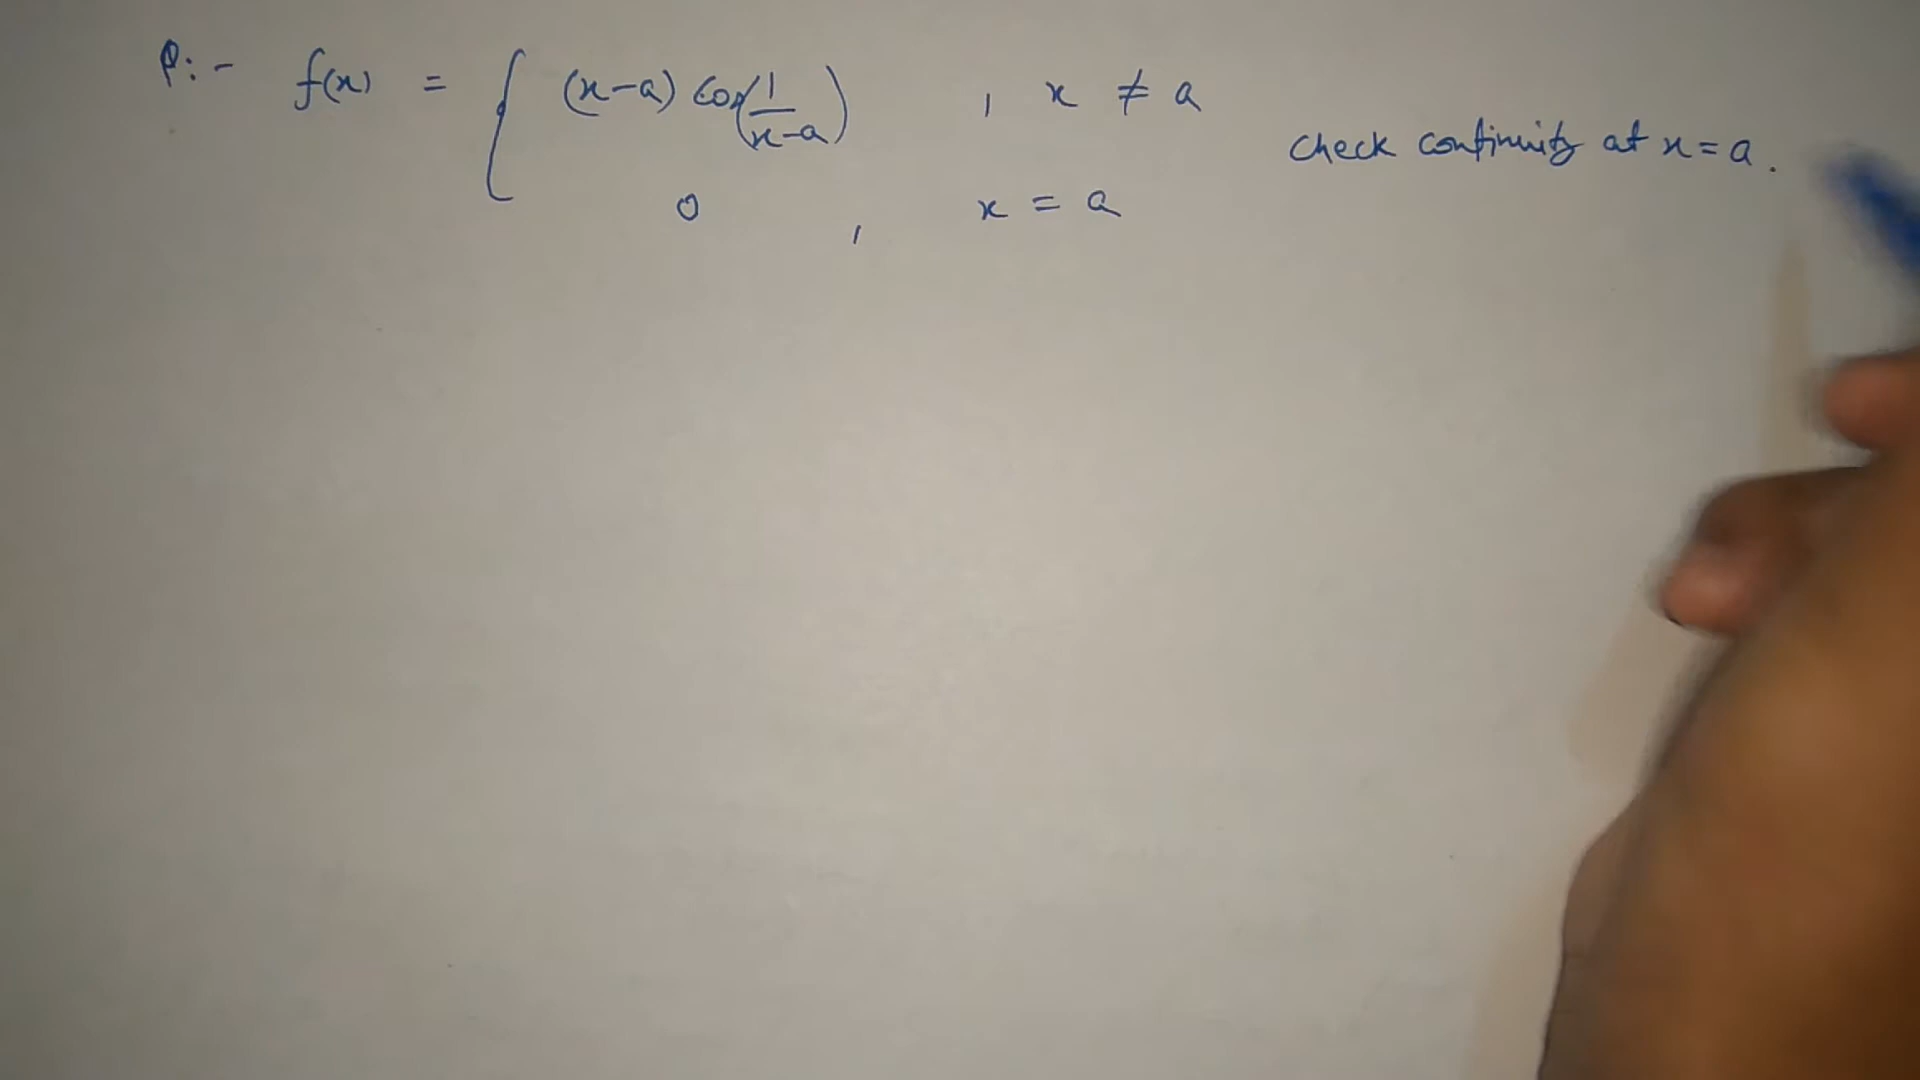 Q:- f(x) = { (x-a) Cos(1/(x-a)) , x ≠ a
check continuity at x = a.
0 , x = a